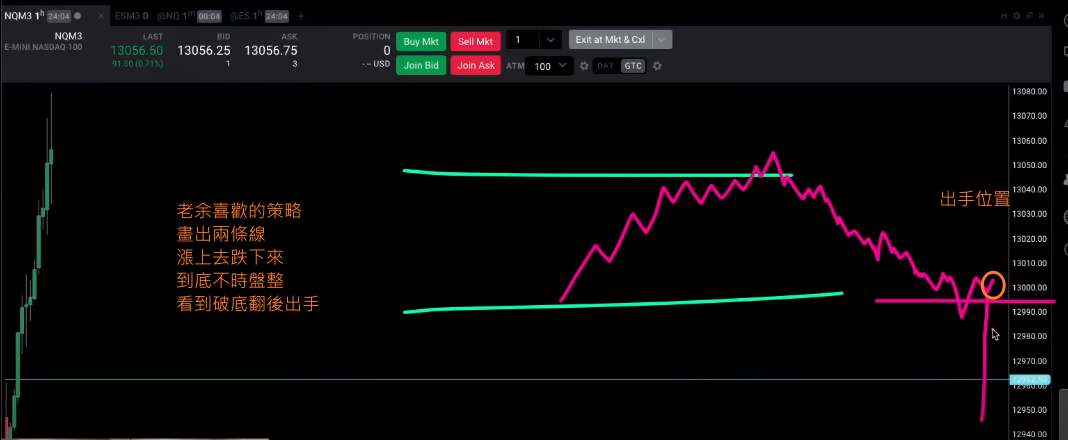 NQM3 1h 24:04
ESM3 D
@NQ 1m 00:04
@ES 1h 24:04
H
NQM3
E-MINI NASDAQ 100
LAST
13056.50
91.60 (0.71%)
BID
13056.25
1
ASK
13056.75
3
POSITION
0
-.-- USD
Buy Mkt
Sell Mkt
1
Exit at Mkt & Cxl
Join Bid
Join Ask
ATM
100
DAY
GTC
13080.00
13070.00
13060.00
13050.00
13040.00
13030.00
13020.00
13010.00
13000.00
12990.00
12980.00
12970.00
12960.00
12950.00
12940.00
出手位置
老余喜歡的策略
畫出兩條線
漲上去跌下來
到底不時盤整
看到破底翻後出手